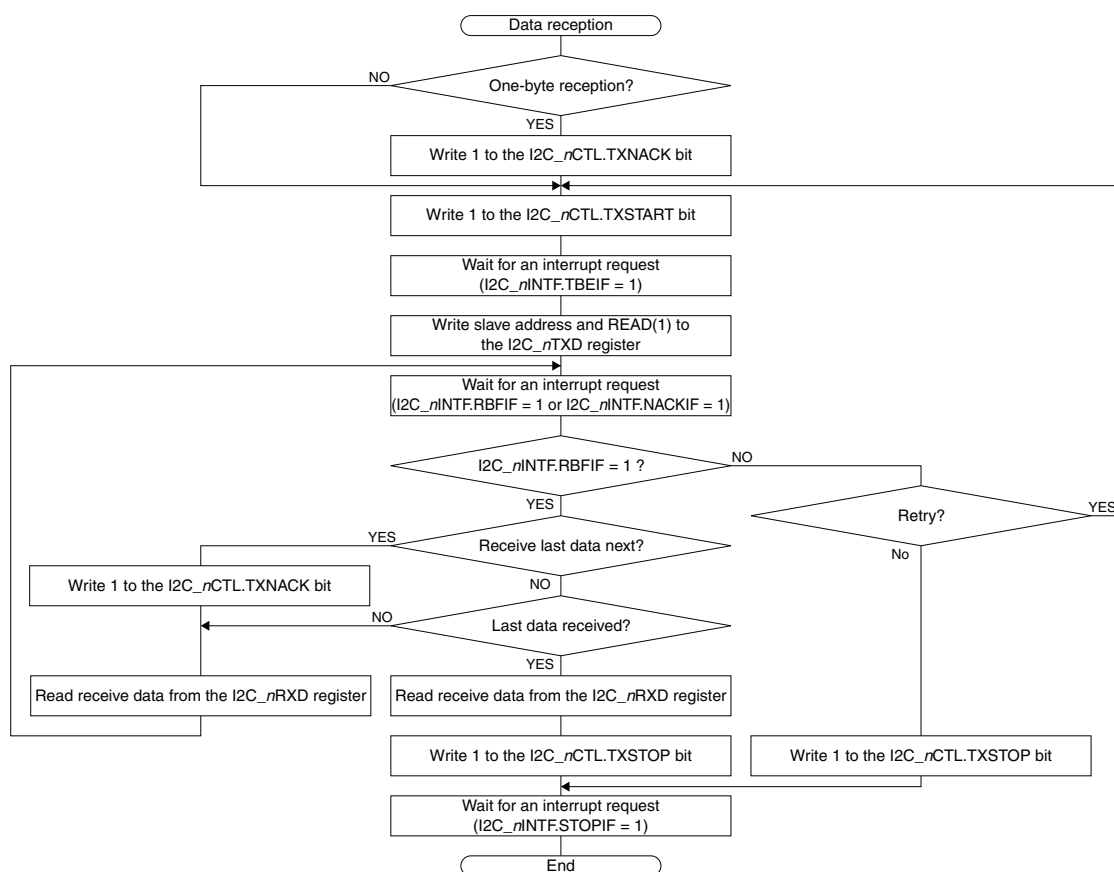 Data reception
One-byte reception?
NO
YES
Write 1 to the I2C_nCTL.TXNACK bit
Write 1 to the I2C_nCTL.TXSTART bit
Wait for an interrupt request
(I2C_nINTF.TBEIF = 1)
Write slave address and READ(1) to
the I2C_nTXD register
Wait for an interrupt request
(I2C_nINTF.RBFIF = 1 or I2C_nINTF.NACKIF = 1)
I2C_nINTF.RBFIF = 1 ?
NO
YES
Retry?
YES
No
Receive last data next?
YES
NO
Write 1 to the I2C_nCTL.TXNACK bit
Last data received?
NO
YES
Read receive data from the I2C_nRXD register
Read receive data from the I2C_nRXD register
Write 1 to the I2C_nCTL.TXSTOP bit
Write 1 to the I2C_nCTL.TXSTOP bit
Wait for an interrupt request
(I2C_nINTF.STOPIF = 1)
End